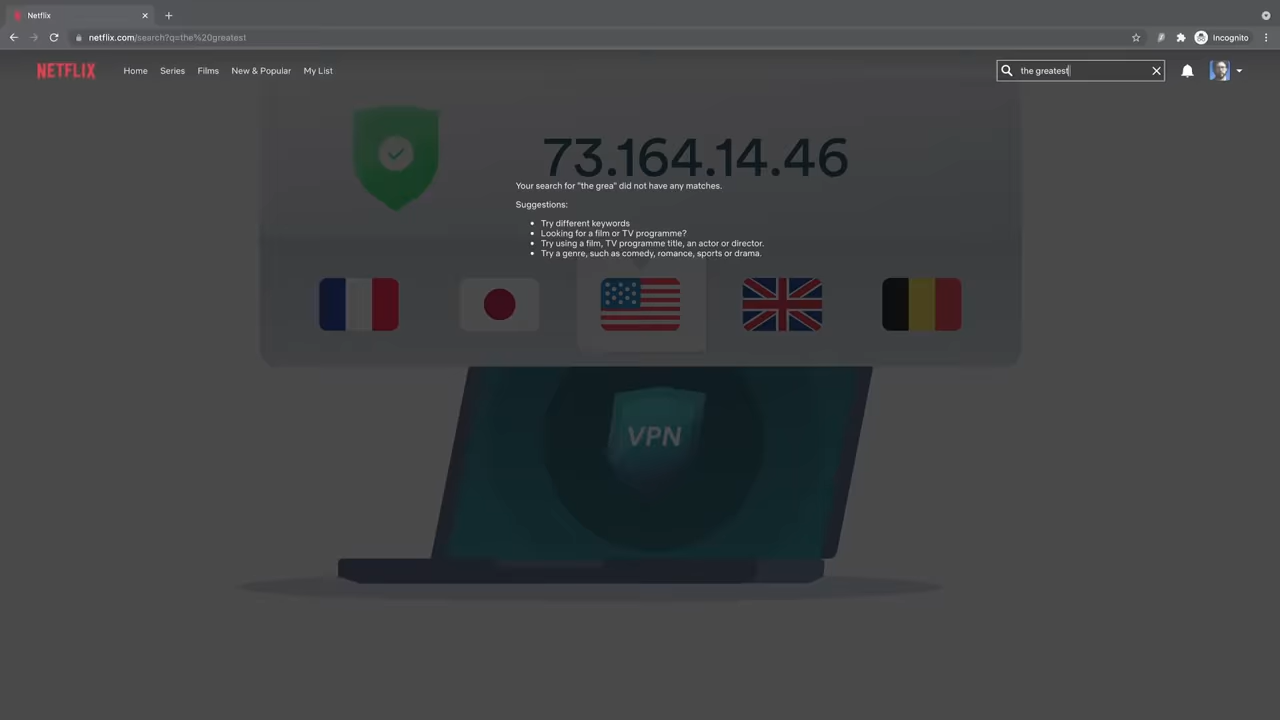 Netflix
netflix.com/search?q=the%20greatest
Incognito
NETFLIX
Home
Series
Films
New & Popular
My List
the greatest
73.164.14.46
Your search for "the grea" did not have any matches.
Suggestions:
Try different keywords
Looking for a film or TV programme?
Try using a film, TV programme title, an actor or director.
Try a genre, such as comedy, romance, sports or drama.
VPN